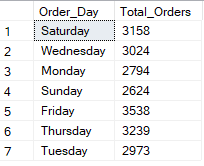 Order_Day Total_Orders
1 Saturday 3158
2 Wednesday 3024
3 Monday 2794
4 Sunday 2624
5 Friday 3538
6 Thursday 3239
7 Tuesday 2973